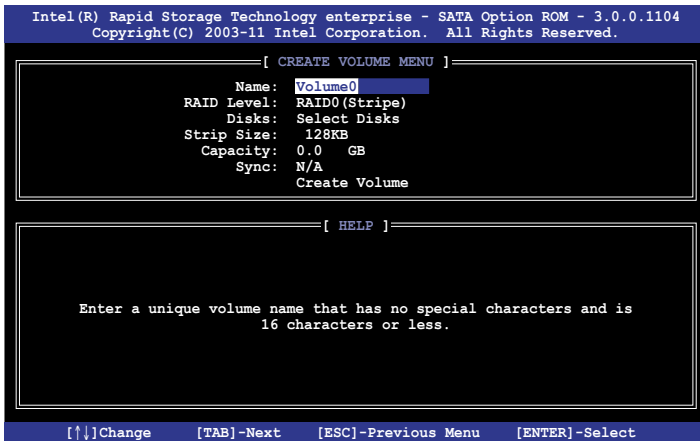 Intel(R) Rapid Storage Technology enterprise - SATA Option ROM - 3.0.0.1104
Copyright(C) 2003-11 Intel Corporation. All Rights Reserved.
[ CREATE VOLUME MENU ]
Name: Volume0
RAID Level: RAID0(Stripe)
Disks: Select Disks
Strip Size: 128KB
Capacity: 0.0 GB
Sync: N/A
Create Volume
[ HELP ]
Enter a unique volume name that has no special characters and is
16 characters or less.
[↑↓]Change [TAB]-Next [ESC]-Previous Menu [ENTER]-Select